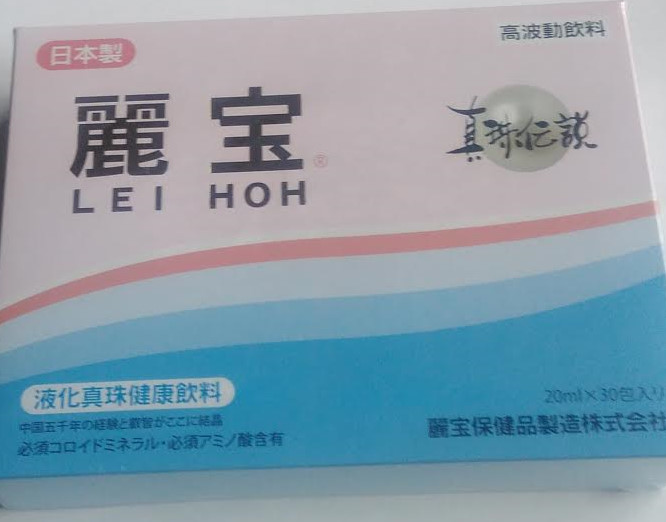 日本製
高波動飲料
麗宝®
LEI HOH
真珠伝説
液化真珠健康飲料
中国五千年の経験と叡智がここに結晶
必須コロイドミネラル・必須アミノ酸含有
20ml×30包入り
麗宝保健品製造株式会社